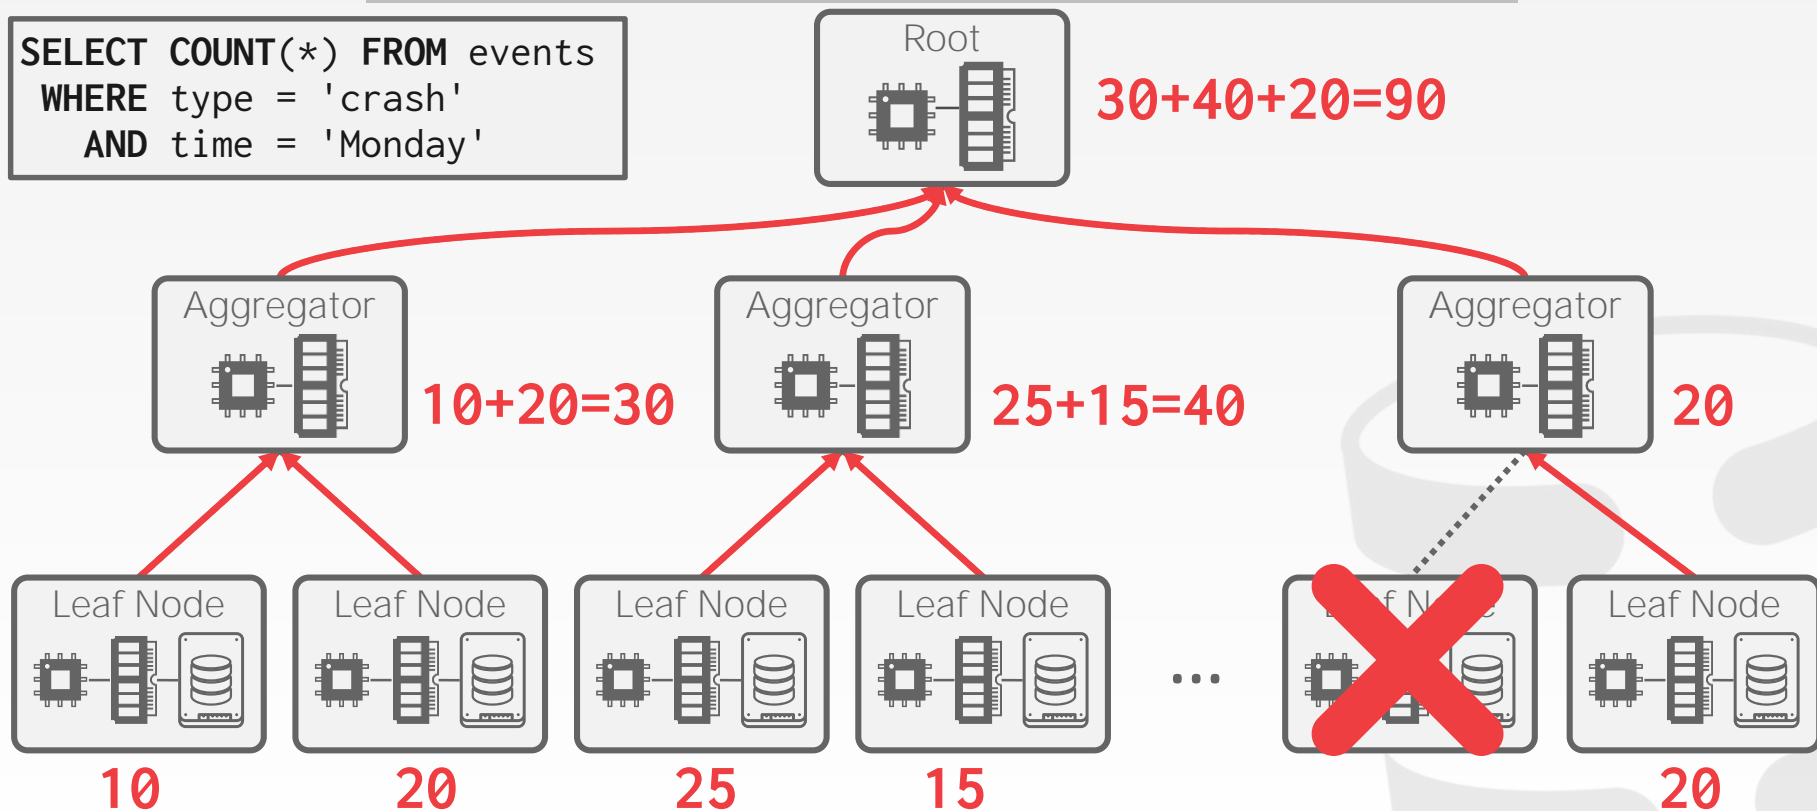 SELECT COUNT(*) FROM events
WHERE type = 'crash'
AND time = 'Monday'
Root
30+40+20=90
Aggregator
10+20=30
Aggregator
25+15=40
Aggregator
20
Leaf Node
Leaf Node
Leaf Node
Leaf Node
...
Leaf Node
Leaf Node
10
20
25
15
20